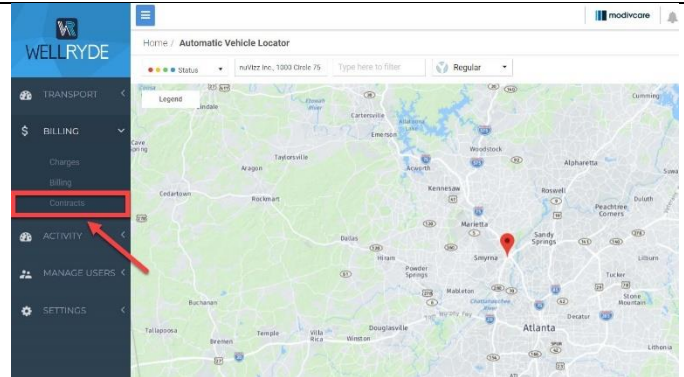 WELLRYDE
TRANSPORT
BILLING
Charges
Billing
Contracts
ACTIVITY
MANAGE USERS
SETTINGS
modivcare
Home / Automatic Vehicle Locator
Status
nuVizz Inc., 1000 Circle 75
Type here to filter
Regular
Legend
Cumming
Cartersville
Emerson
Woodstock
Taylorsville
Acworth
Alpharetta
Aragon
Kennesaw
Roswell
Cedartown
Rockmart
Duluth
Peachtree
Corners
Marietta
Dallas
Sandy
Springs
Hiram
Smyrna
Lilburn
Powder
Springs
Tucker
Mableton
Stone
Mountain
Buchanan
Chattahoochee
River
Decatur
Tallapoosa
Temple
Villa
Rica
Douglasville
Winston
Atlanta
Bremen
Lithonia